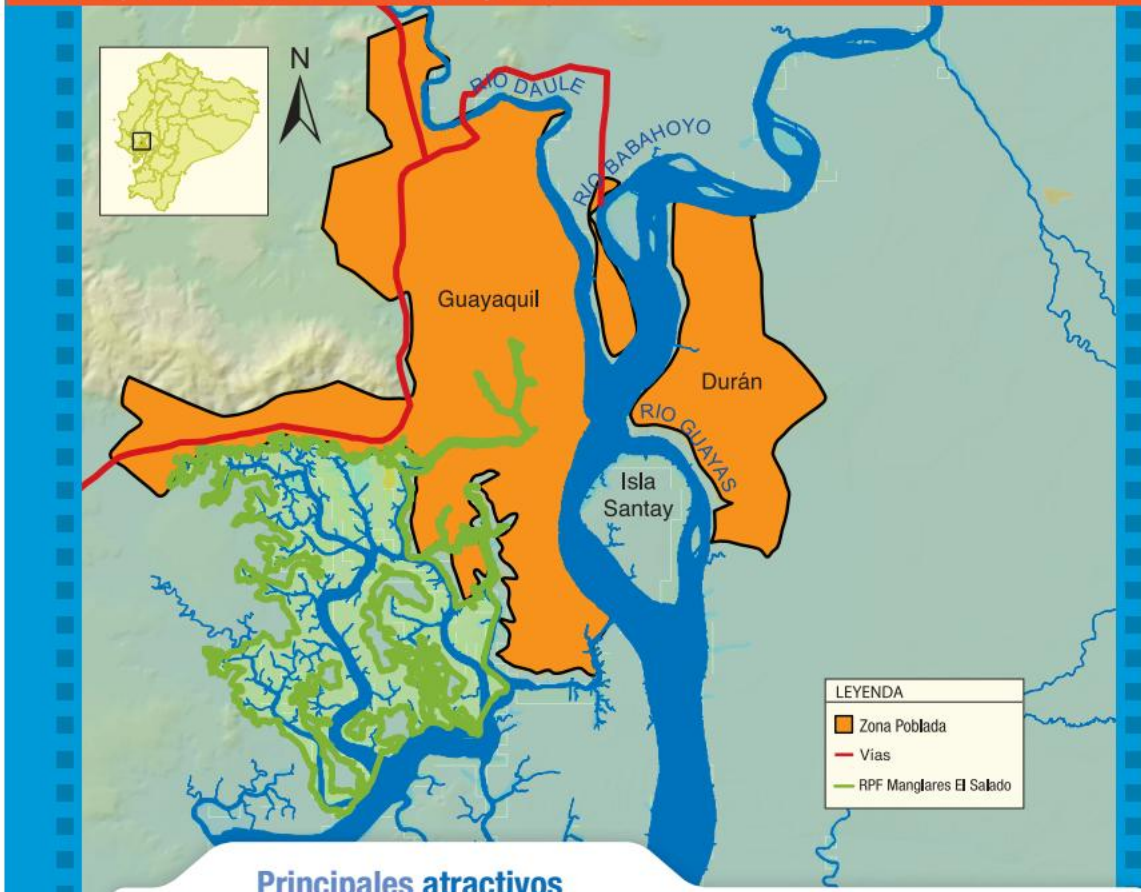 N
RIO DAULE
RIO BABAHOYO
Guayaquil
Durán
RIO GUAYAS
Isla
Santay
LEYENDA
Zona Poblada
Vias
RPF Manglares El Salado
Principales atractivos